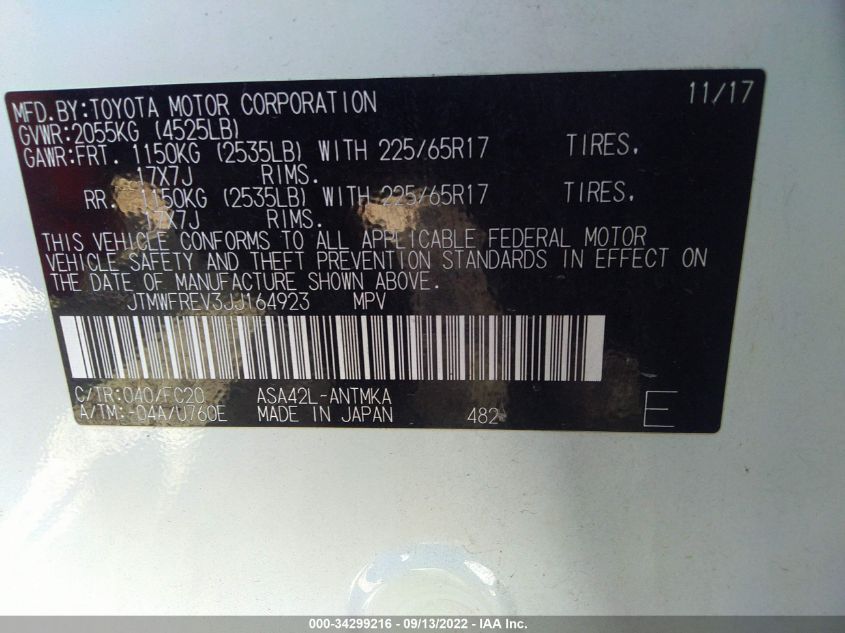 MFD.BY:TOYOTA MOTOR CORPORATION 11/17
GVWR:2055KG (4525LB)
GAWR:FRT. 1150KG (2535LB) WITH 225/65R17 TIRES,
17X7J RIMS.
RR. 1150KG (2535LB) WITH 225/65R17 TIRES,
17X7J RIMS.
THIS VEHICLE CONFORMS TO ALL APPLICABLE FEDERAL MOTOR
VEHICLE SAFETY AND THEFT PREVENTION STANDARDS IN EFFECT ON
THE DATE OF MANUFACTURE SHOWN ABOVE.
JTMWFREV3JJ164923 MPV
C/TR:040/FC20 ASA42L-ANTMKA
A/TM:-04A/U760E MADE IN JAPAN 482 E
000-34299216 - 09/13/2022 - IAA Inc.